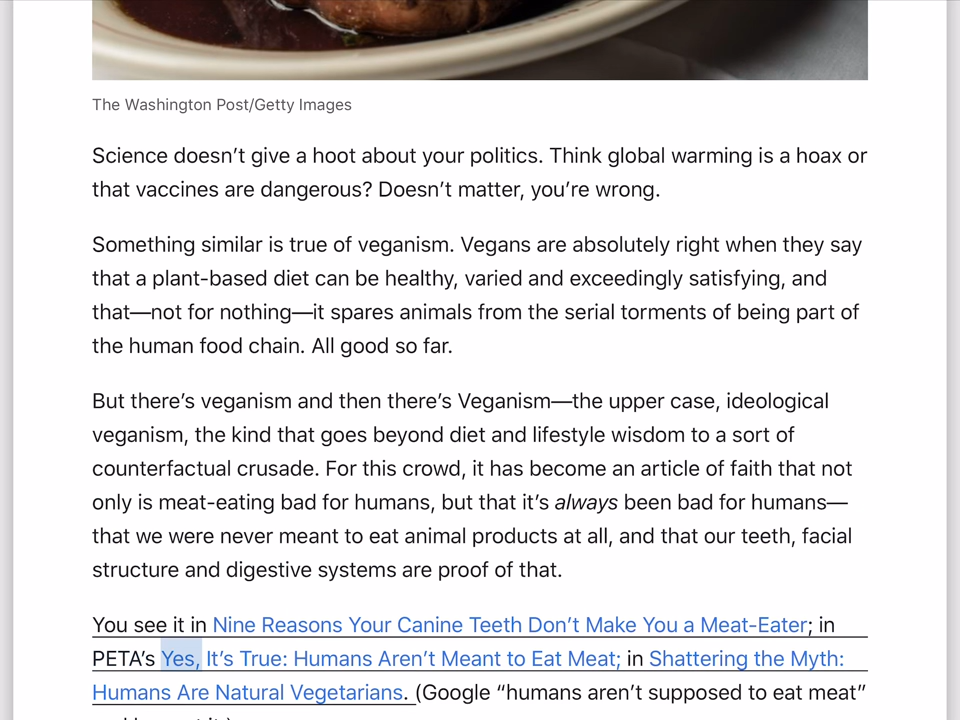 The Washington Post/Getty Images
Science doesn’t give a hoot about your politics. Think global warming is a hoax or
that vaccines are dangerous? Doesn’t matter, you’re wrong.
Something similar is true of veganism. Vegans are absolutely right when they say
that a plant-based diet can be healthy, varied and exceedingly satisfying, and
that—not for nothing—it spares animals from the serial torments of being part of
the human food chain. All good so far.
But there’s veganism and then there’s Veganism—the upper case, ideological
veganism, the kind that goes beyond diet and lifestyle wisdom to a sort of
counterfactual crusade. For this crowd, it has become an article of faith that not
only is meat-eating bad for humans, but that it’s always been bad for humans—
that we were never meant to eat animal products at all, and that our teeth, facial
structure and digestive systems are proof of that.
You see it in Nine Reasons Your Canine Teeth Don’t Make You a Meat-Eater; in
PETA’s Yes, It’s True: Humans Aren’t Meant to Eat Meat; in Shattering the Myth:
Humans Are Natural Vegetarians. (Google “humans aren’t supposed to eat meat”